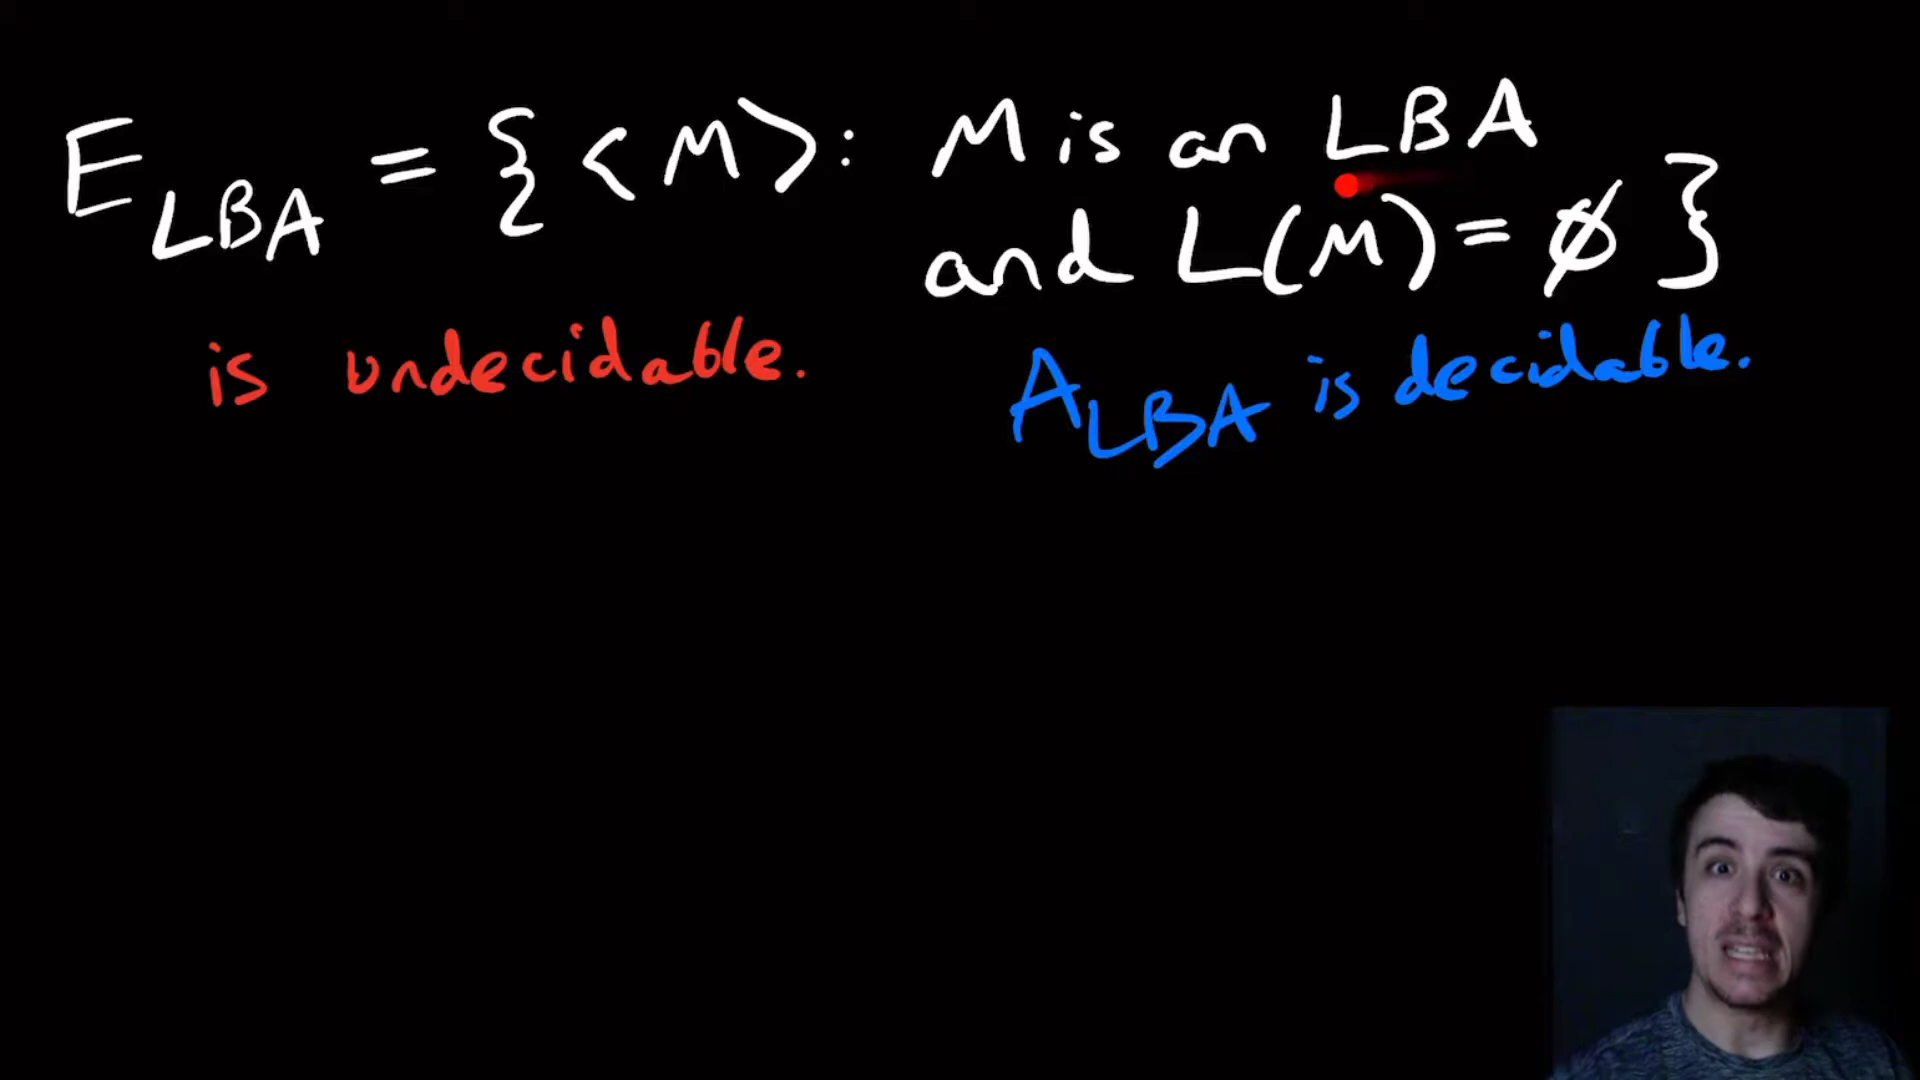 E_LBA = { <M> : M is an LBA
and L(M) = ∅ }
is undecidable.
A_LBA is decidable.